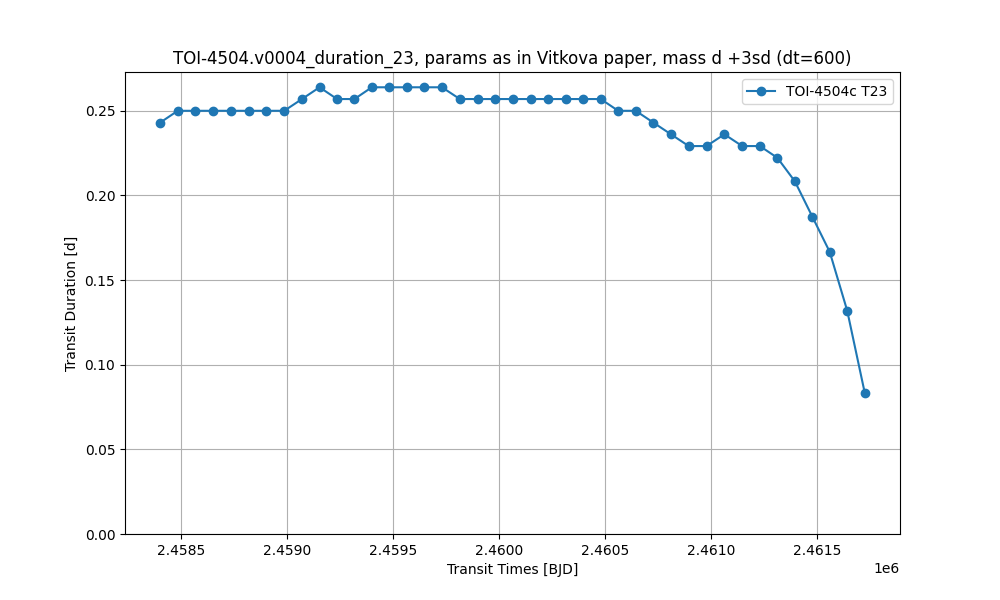 TOI-4504.v0004_duration_23, params as in Vitkova paper, mass d +3sd (dt=600)
TOI-4504c T23
Transit Duration [d]
0.25
0.20
0.15
0.10
0.05
0.00
2.4585 2.4590 2.4595 2.4600 2.4605 2.4610 2.4615
1e6
Transit Times [BJD]